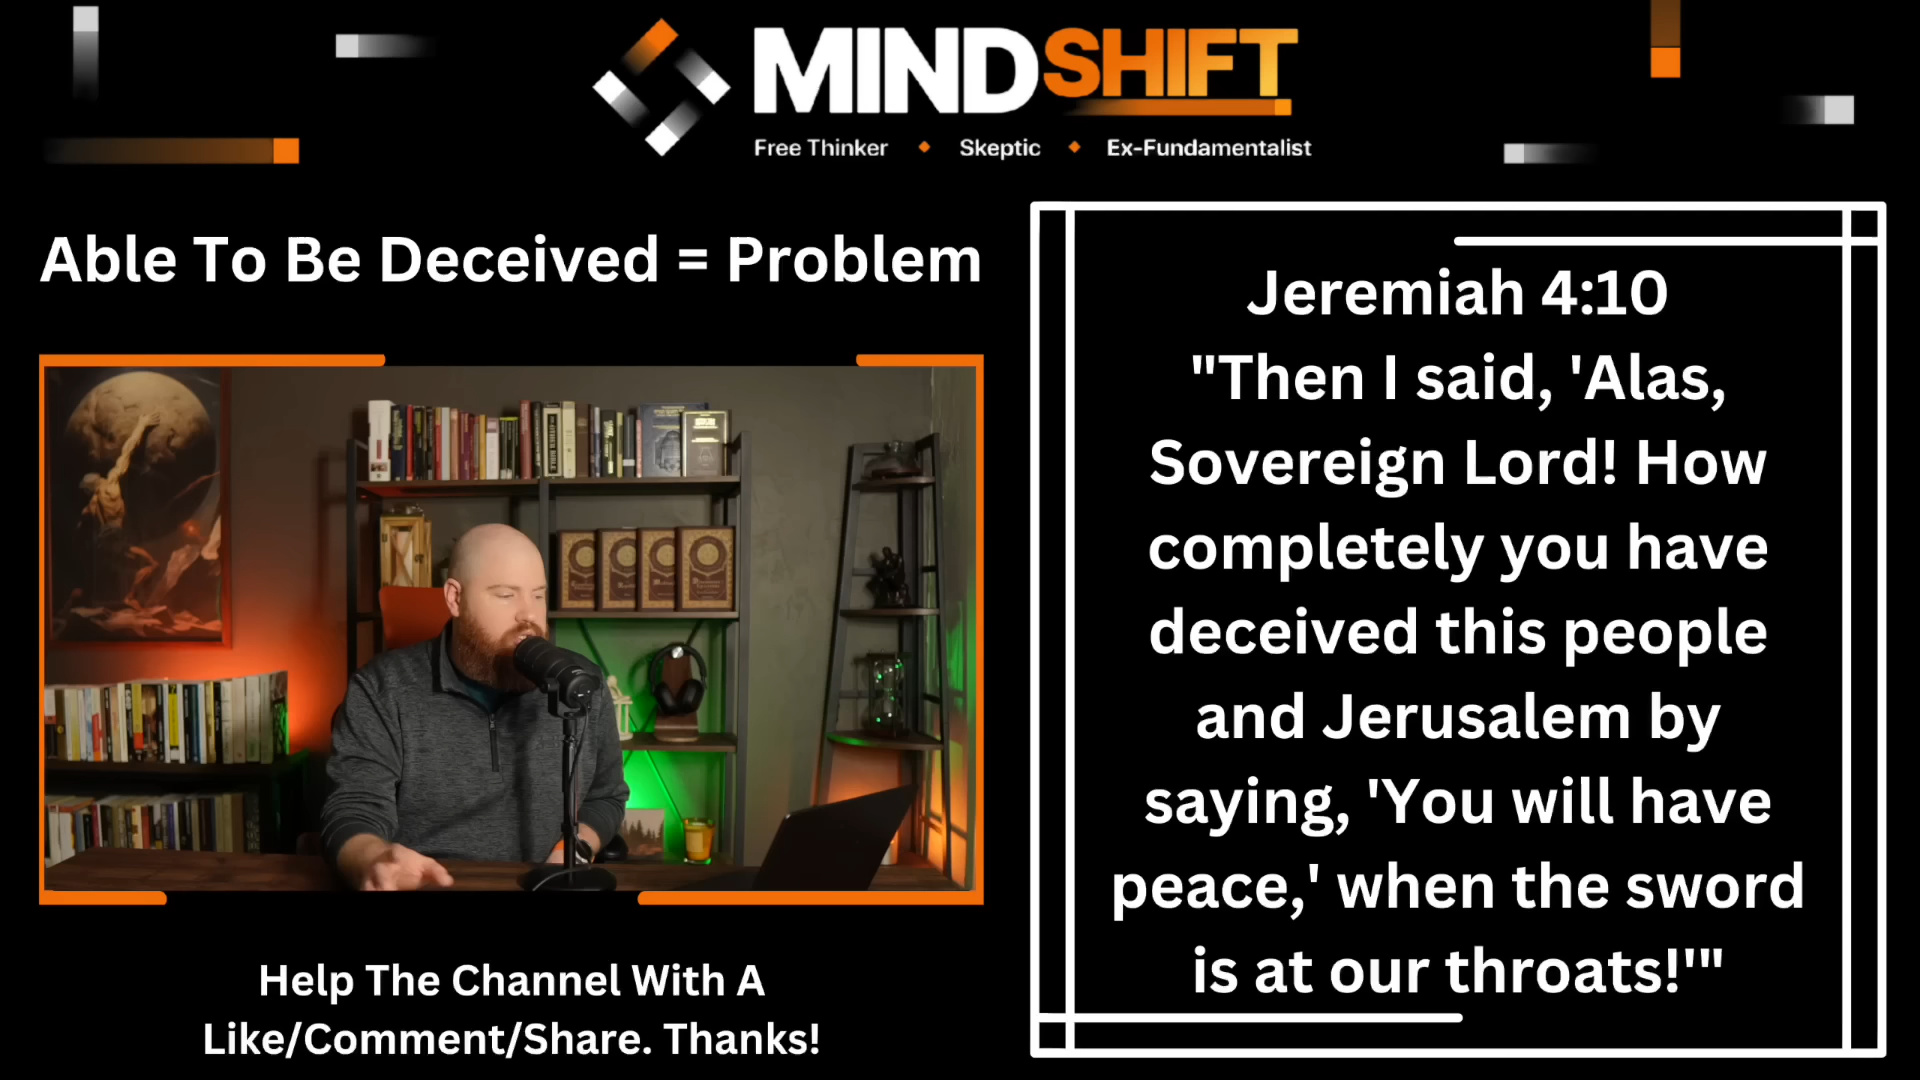 MINDSHIFT
Free Thinker ◆ Skeptic ◆ Ex-Fundamentalist
Able To Be Deceived = Problem
Help The Channel With A
Like/Comment/Share. Thanks!
Jeremiah 4:10
"Then I said, 'Alas,
Sovereign Lord! How
completely you have
deceived this people
and Jerusalem by
saying, 'You will have
peace,' when the sword
is at our throats!'"